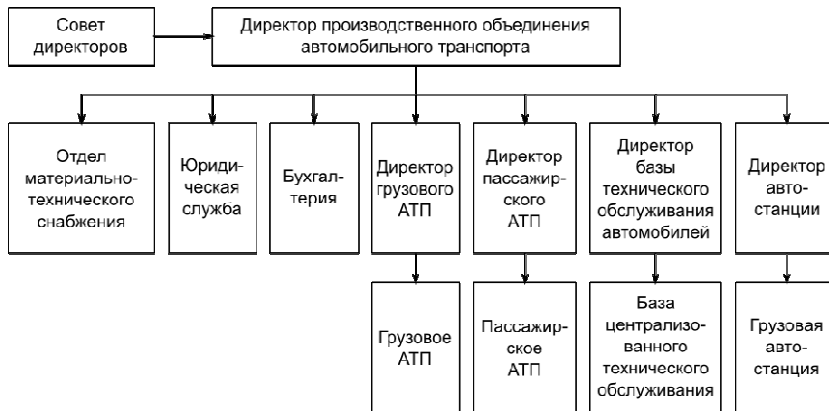 Совет
директоров
Директор производственного объединения
автомобильного транспорта
Отдел
материально-
технического
снабжения
Юриди-
ческая
служба
Бухгал-
терия
Директор
грузового
АТП
Директор
пассажир-
ского
АТП
Директор
базы
технического
обслуживания
автомобилей
Директор
авто-
станции
Грузовое
АТП
Пассажир-
ское
АТП
База
централизо-
ванного
технического
обслуживания
Грузовая
авто-
станция